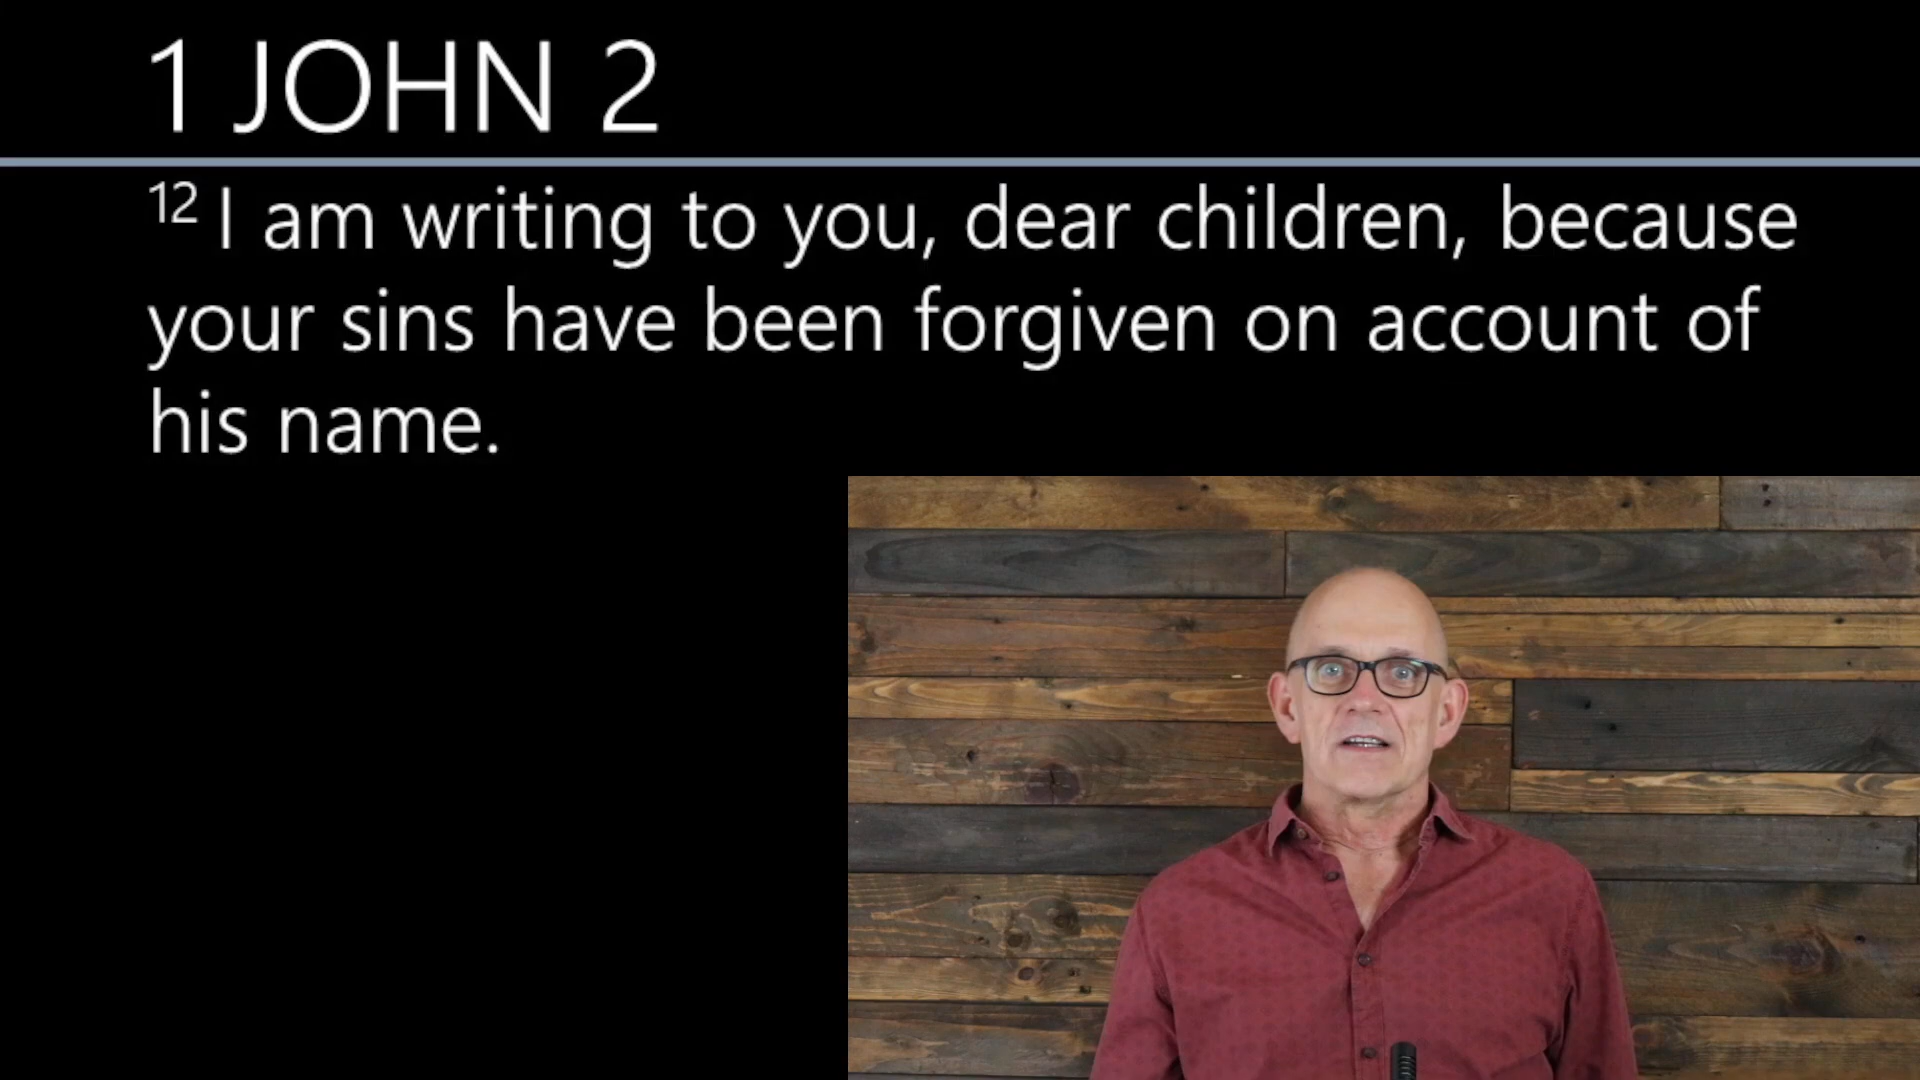 1 JOHN 2
12 I am writing to you, dear children, because
your sins have been forgiven on account of
his name.